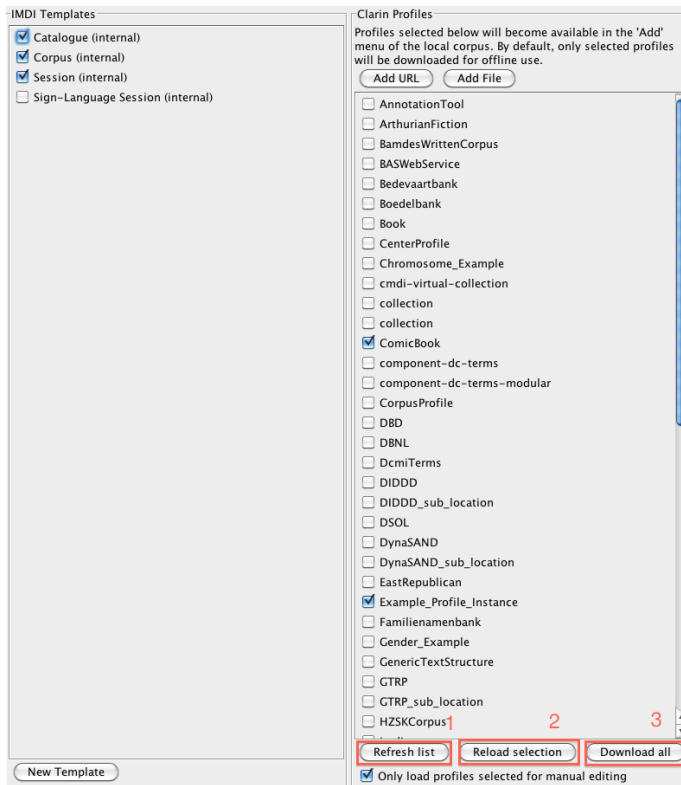 IMDI Templates
Catalogue (internal)
Corpus (internal)
Session (internal)
Sign-Language Session (internal)
New Template
Clarin Profiles
Profiles selected below will become available in the 'Add'
menu of the local corpus. By default, only selected profiles
will be downloaded for offline use.
Add URL Add File
AnnotationTool
ArthurianFiction
BamdesWrittenCorpus
BASWebService
Bedevaartbank
Boedelbank
Book
CenterProfile
Chromosome_Example
cmdi-virtual-collection
collection
collection
ComicBook
component-dc-terms
component-dc-terms-modular
CorpusProfile
DBD
DBNL
DcmiTerms
DIDDD
DIDDD_sub_location
DSOL
DynaSAND
DynaSAND_sub_location
EastRepublican
Example_Profile_Instance
Familienamenbank
Gender_Example
GenericTextStructure
GTRP
GTRP_sub_location
HZSKCorpus
1 2 3
Refresh list Reload selection Download all
Only load profiles selected for manual editing